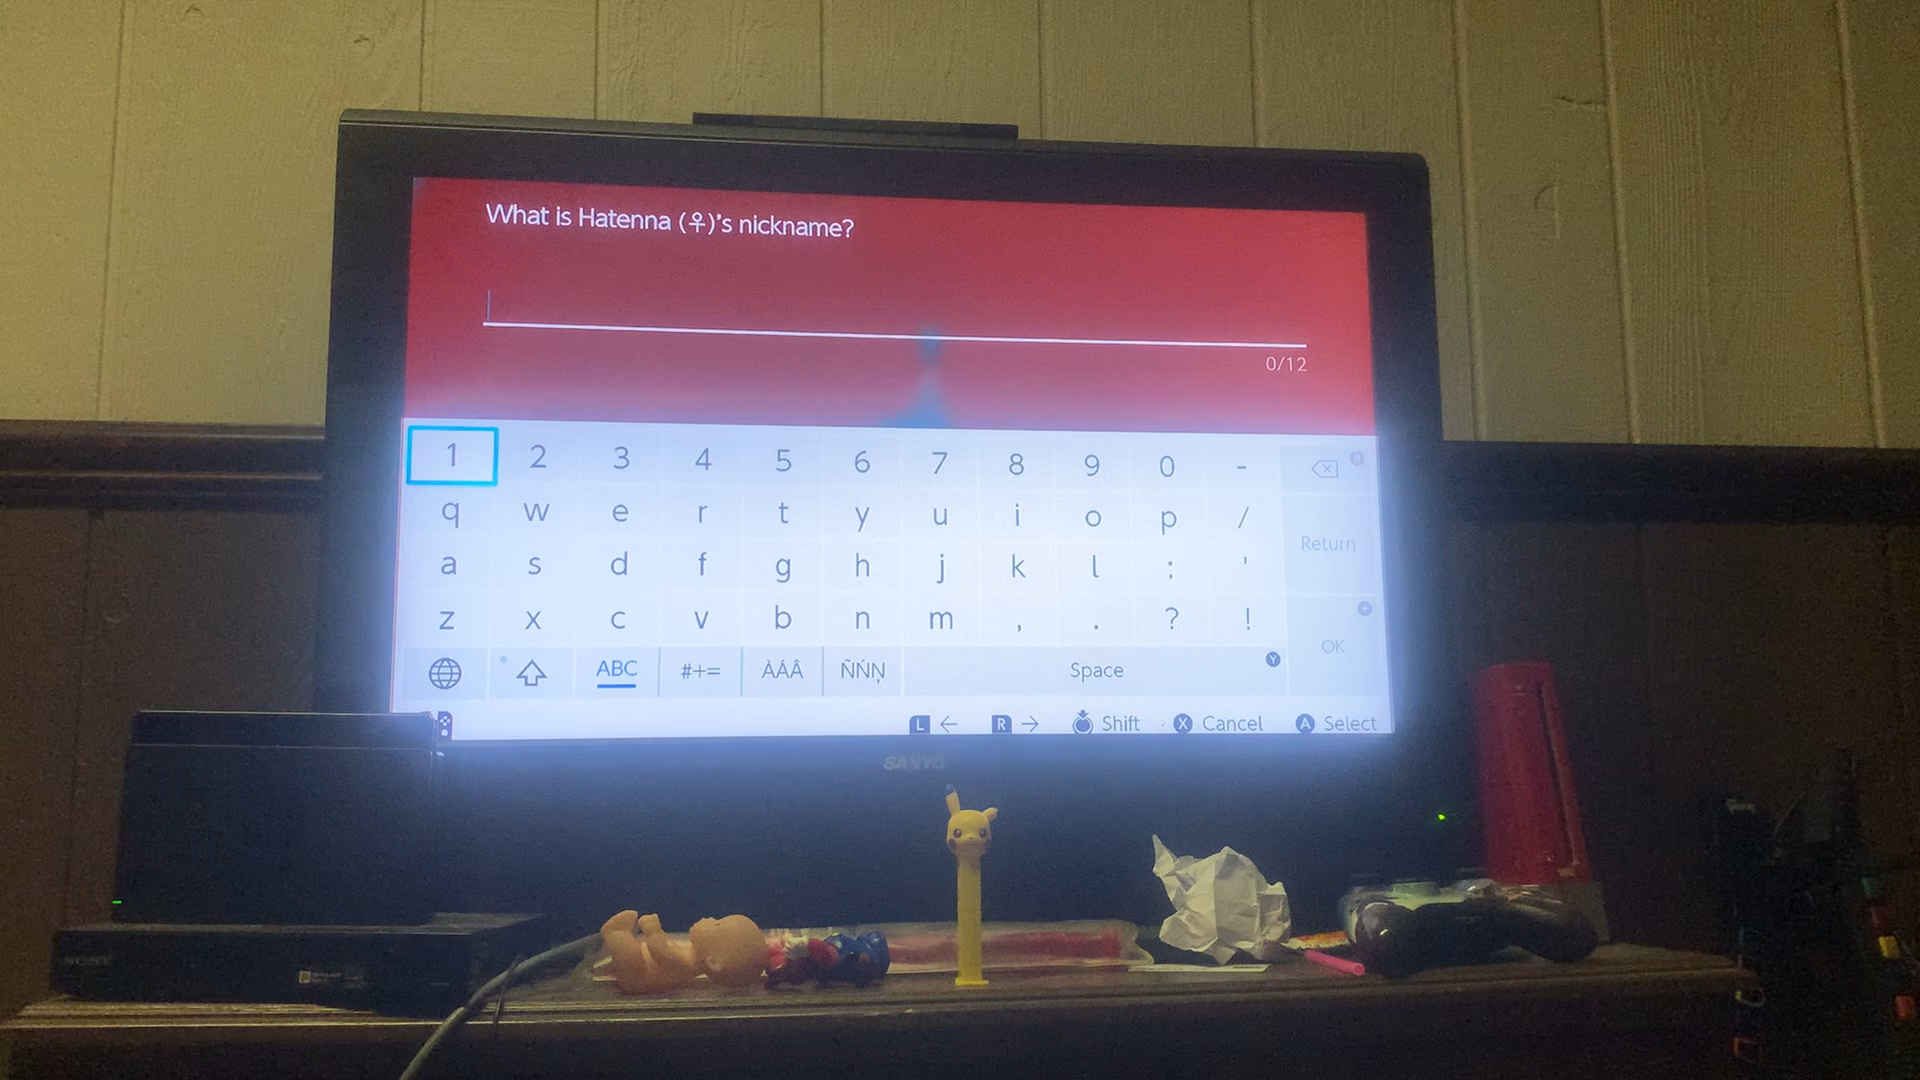 What is Hatenna (♀)'s nickname?
0/12
1 2 3 4 5 6 7 8 9 0 -
q w e r t y u i o p /
Return
a s d f g h j k l : '
z x c v b n m , . ? !
OK
ABC #+= ÀÁÂ ÑŃŅ Space Y
L ← R → Shift X Cancel A Select
SANYO
SONY